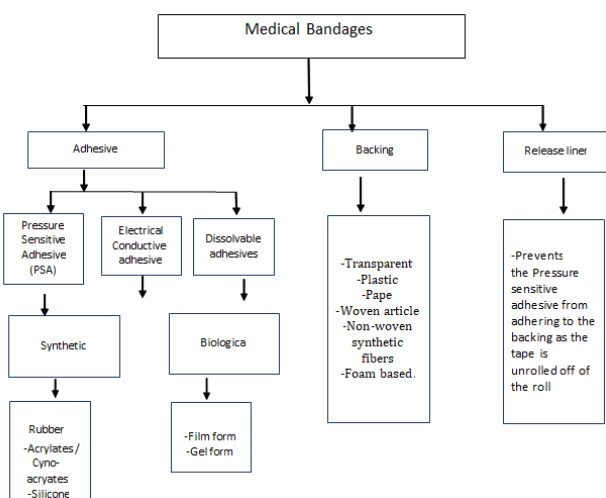 Medical Bandages
Adhesive
Backing
Release liner
Pressure
Sensitive
Adhesive
(PSA)
Electrical
Conductive
adhesive
Dissolvable
adhesives
-Transparent
-Plastic
-Pape
-Woven article
-Non-woven
synthetic
fibers
-Foam based.
-Prevents
the Pressure
sensitive
adhesive from
adhering to the
backing as the
tape is
unrolled off of
the roll
Synthetic
Biologica
Rubber
-Acrylates /
Cyno-
acryates
-Silicone
-Film form
-Gel form